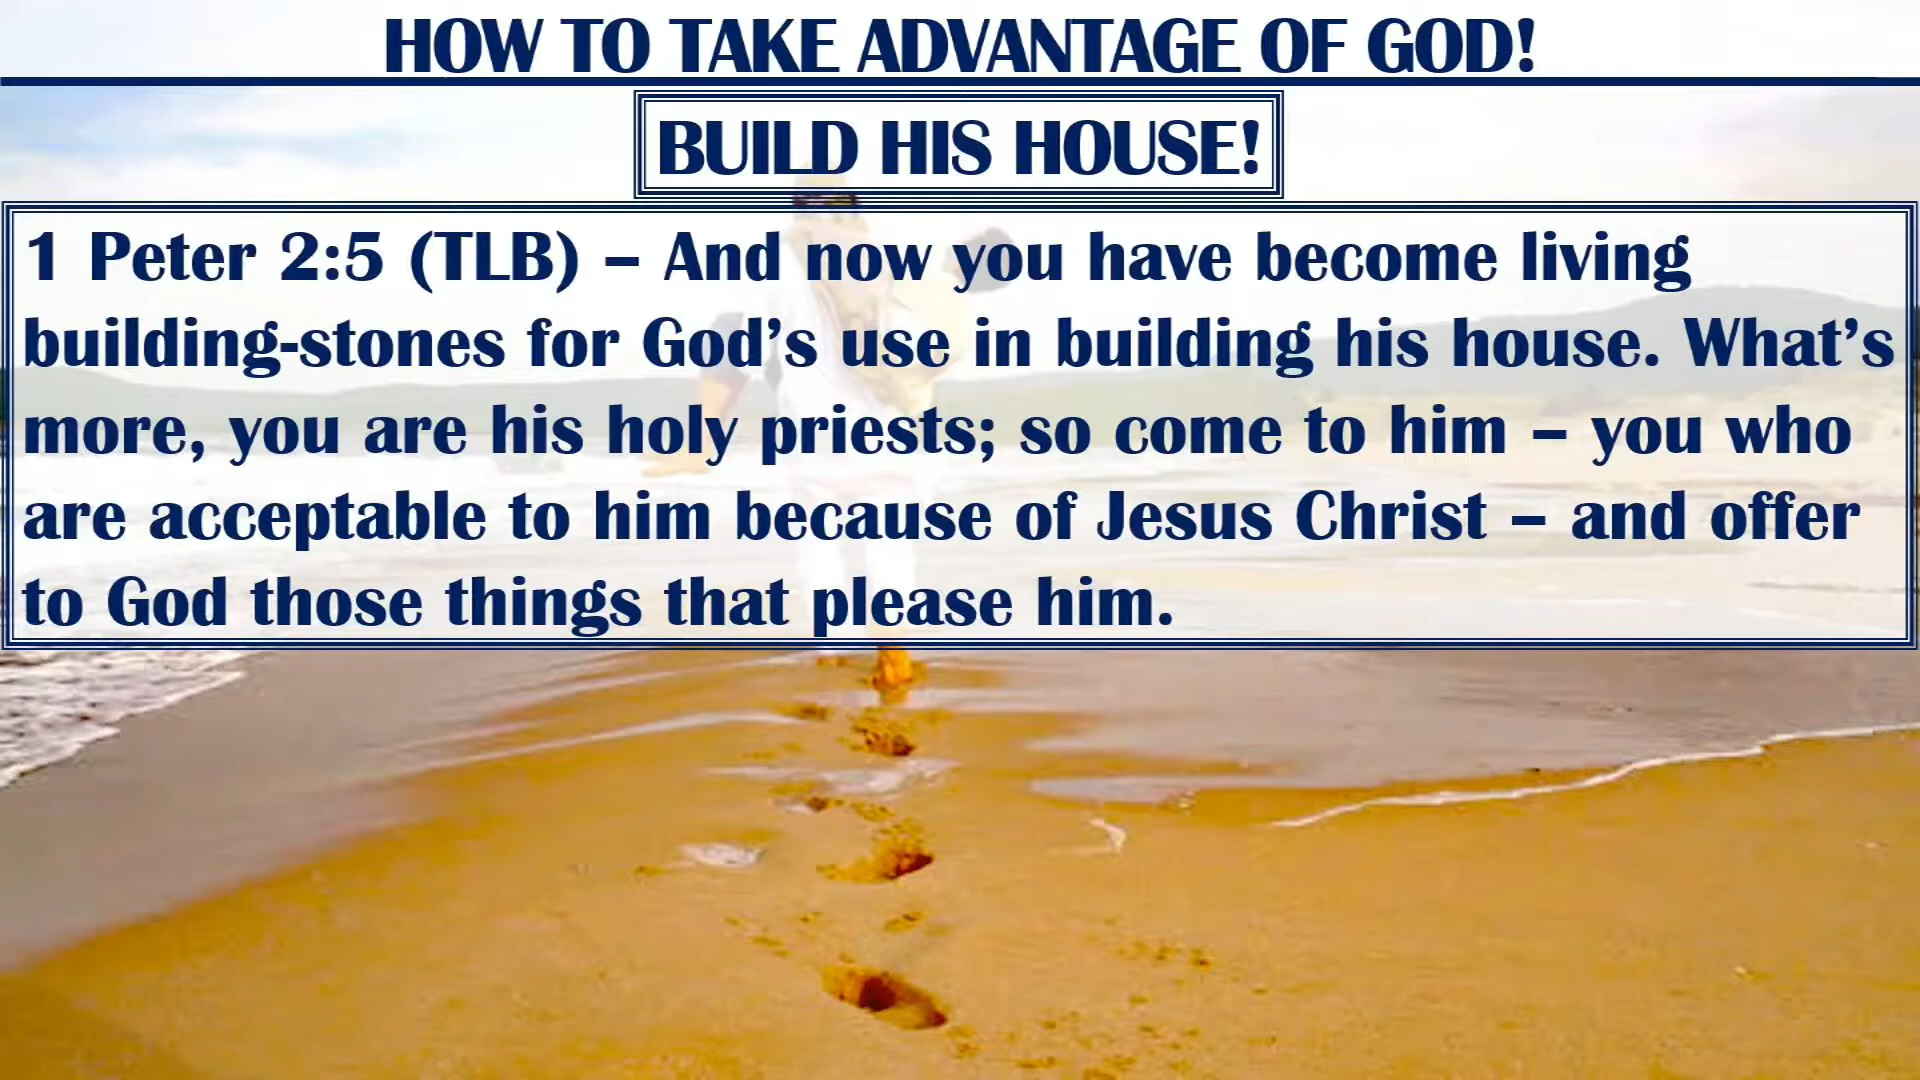 HOW TO TAKE ADVANTAGE OF GOD!
BUILD HIS HOUSE!
1 Peter 2:5 (TLB) – And now you have become living
building-stones for God’s use in building his house. What’s
more, you are his holy priests; so come to him – you who
are acceptable to him because of Jesus Christ – and offer
to God those things that please him.